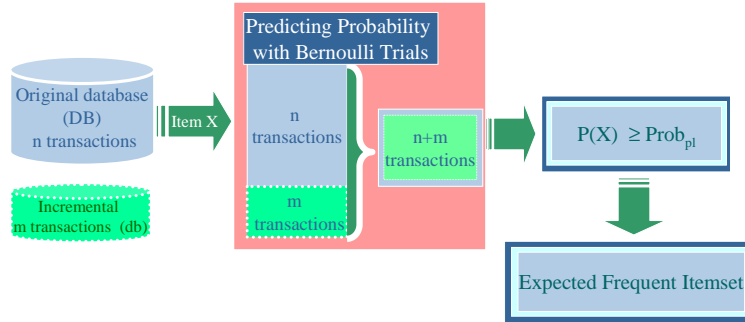 Predicting Probability
with Bernoulli Trials
Original database
(DB)
n transactions
Item X
n
transactions
n+m
transactions
P(X) ≥ Prob_pl
Incremental
m transactions (db)
m
transactions
Expected Frequent Itemset